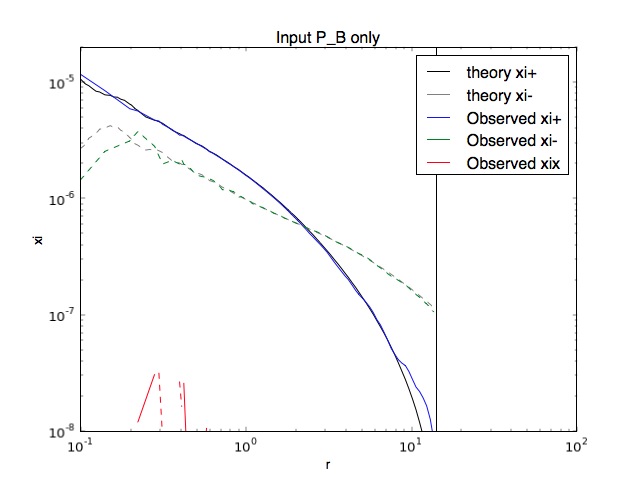 Input P_B only
theory xi+
theory xi-
Observed xi+
Observed xi-
Observed xix
xi
10^-5
10^-6
10^-7
10^-8
10^-1
10^0
10^1
10^2
r